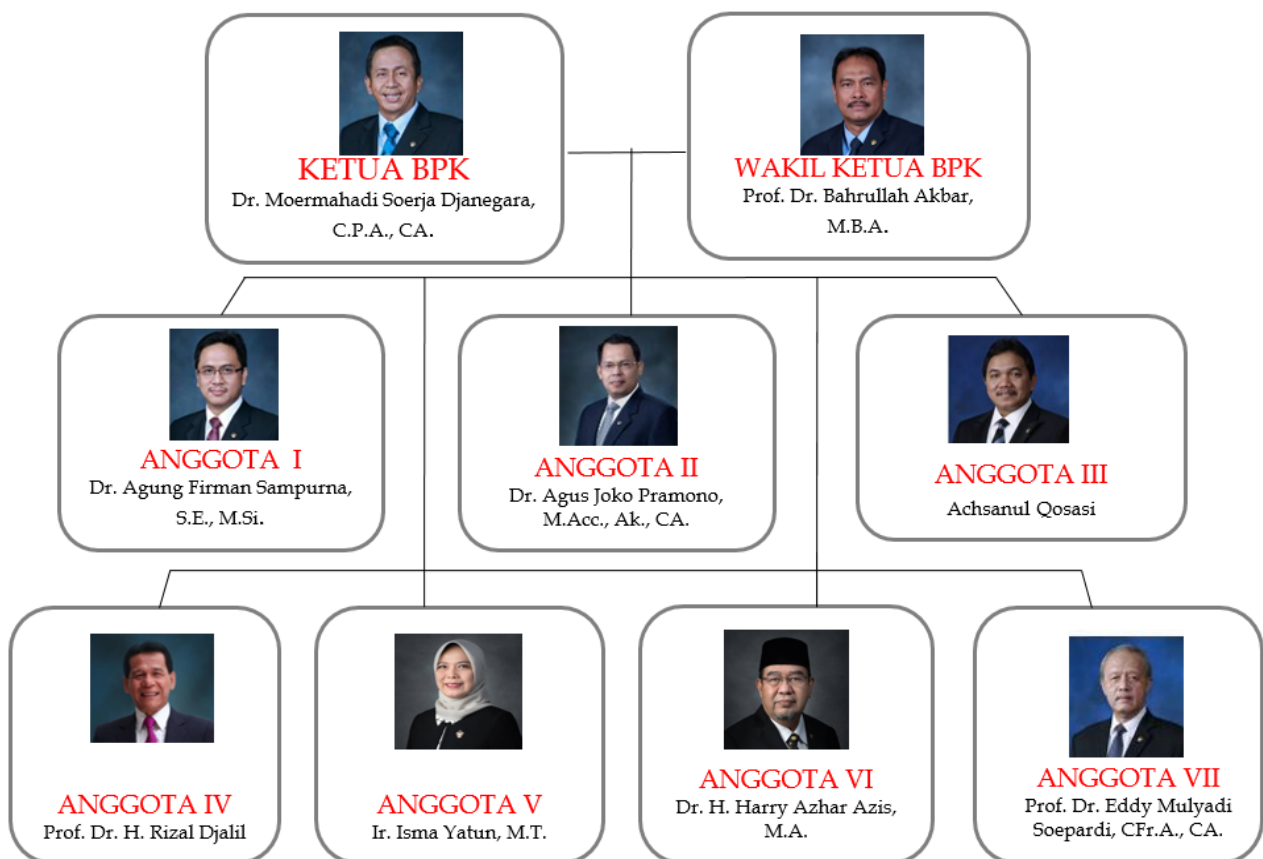 KETUA BPK
Dr. Moermahadi Soerja Djanegara,
C.P.A., CA.
WAKIL KETUA BPK
Prof. Dr. Bahrullah Akbar,
M.B.A.
ANGGOTA I
Dr. Agung Firman Sampurna,
S.E., M.Si.
ANGGOTA II
Dr. Agus Joko Pramono,
M.Acc., Ak., CA.
ANGGOTA III
Achsanul Qosasi
ANGGOTA IV
Prof. Dr. H. Rizal Djalil
ANGGOTA V
Ir. Isma Yatun, M.T.
ANGGOTA VI
Dr. H. Harry Azhar Azis,
M.A.
ANGGOTA VII
Prof. Dr. Eddy Mulyadi
Soepardi, CFr.A., CA.